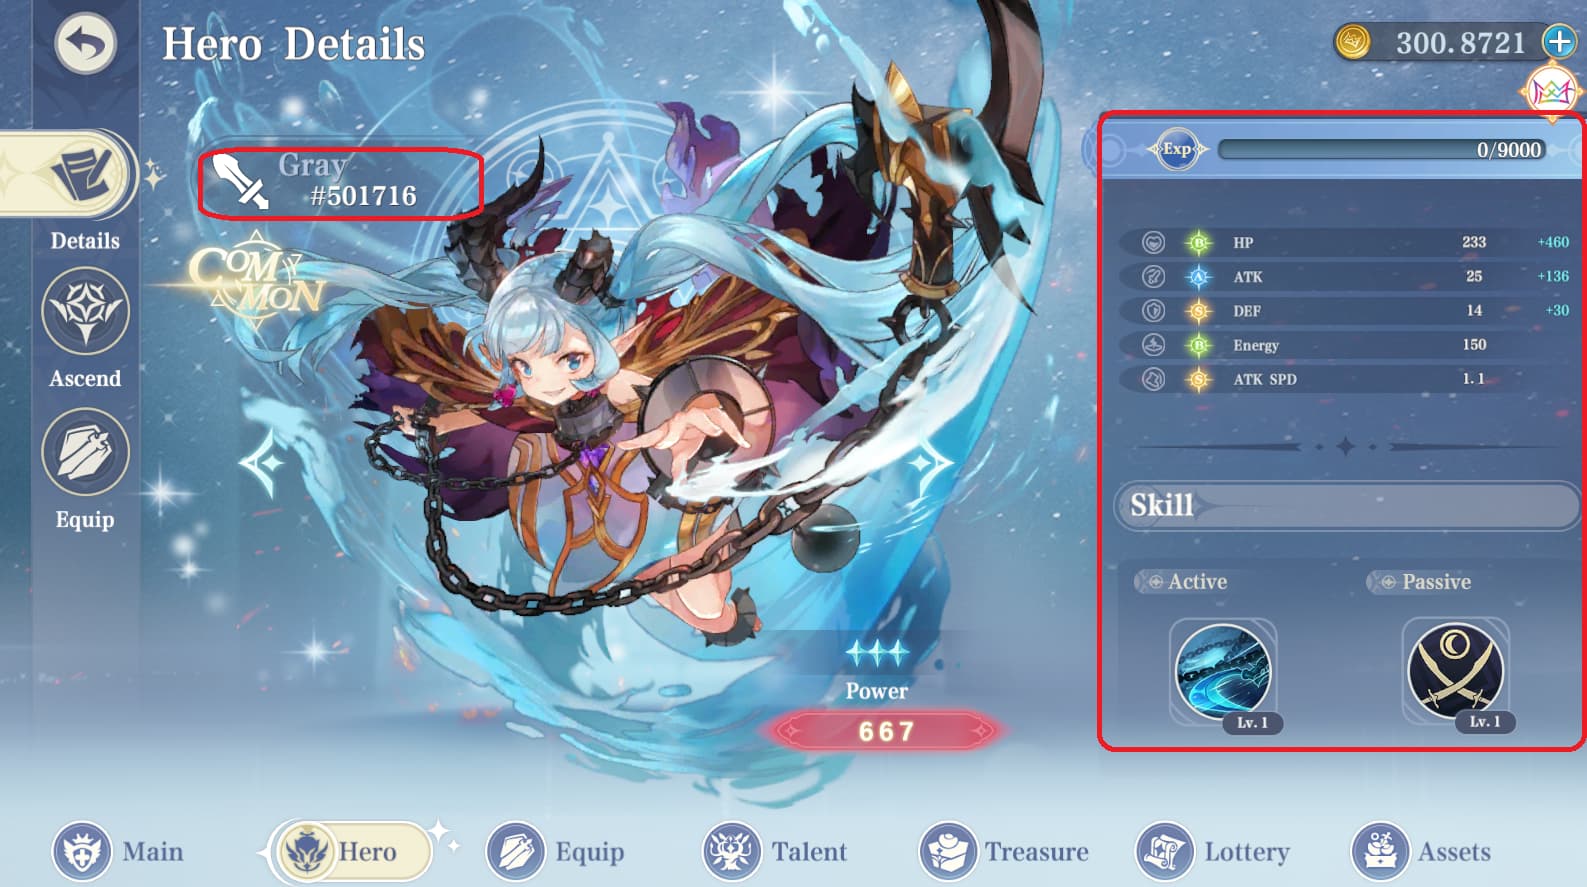 Hero Details
300.8721
Gray
#501716
COMMON
Details
Ascend
Equip
Exp 0/9000
B HP 233 +460
A ATK 25 +136
S DEF 14 +30
B Energy 150
S ATK SPD 1.1
Skill
Active Passive
Lv.1 Lv.1
Power
667
Main Hero Equip Talent Treasure Lottery Assets